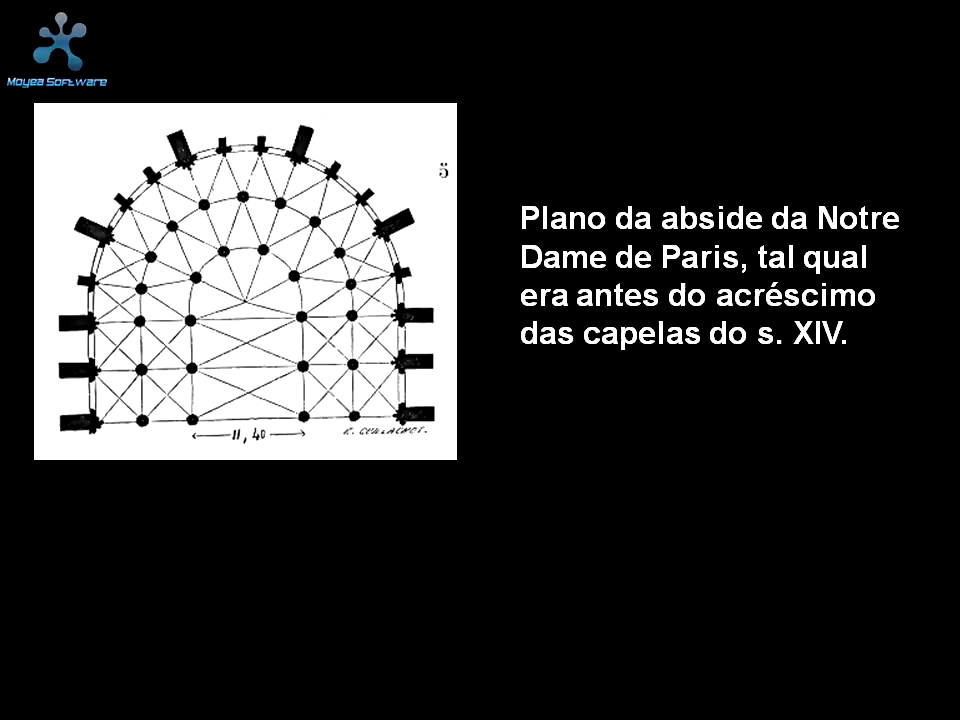 Moyea Software
5
Plano da abside da Notre
Dame de Paris, tal qual
era antes do acréscimo
das capelas do s. XIV.
11,40